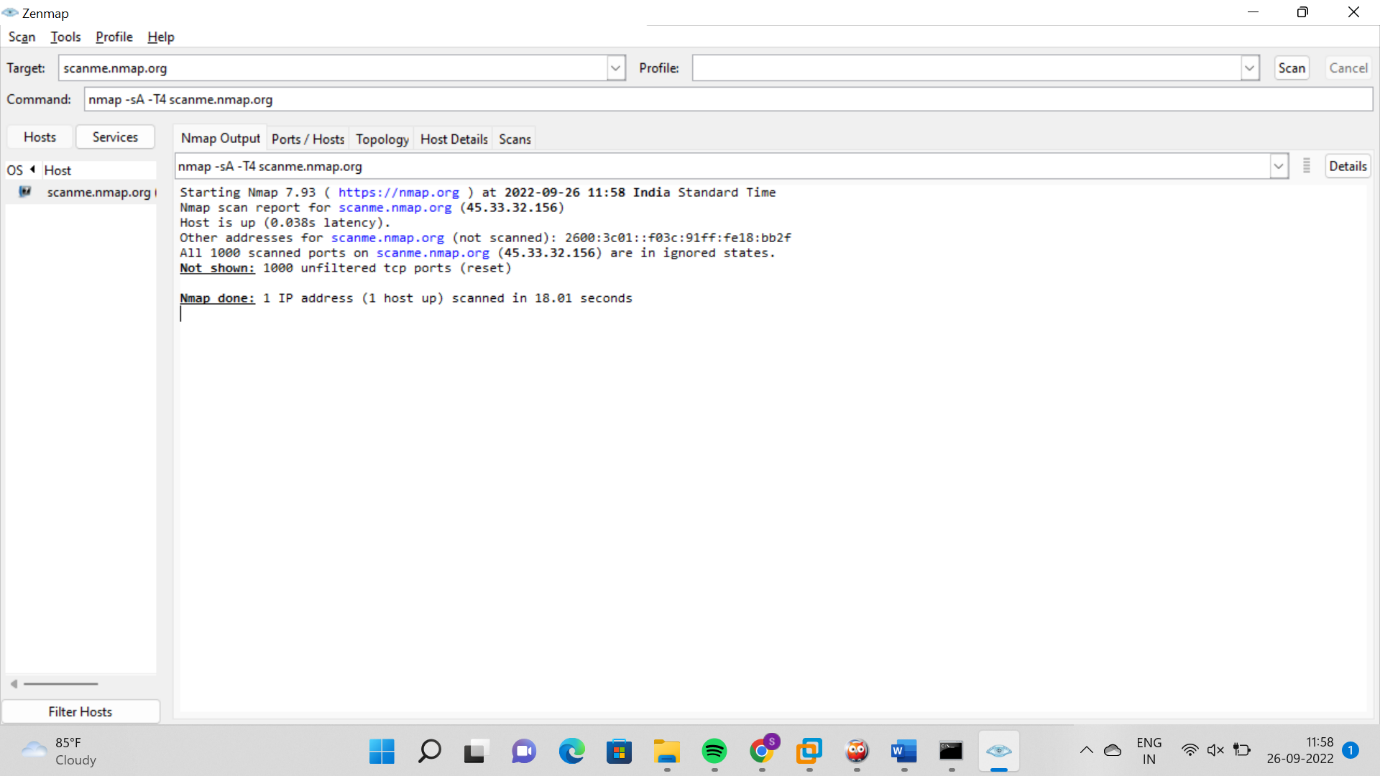 Zenmap
Scan Tools Profile Help
Target: scanme.nmap.org Profile: Scan Cancel
Command: nmap -sA -T4 scanme.nmap.org
Hosts Services Nmap Output Ports / Hosts Topology Host Details Scans
OS Host nmap -sA -T4 scanme.nmap.org Details
scanme.nmap.org (
Starting Nmap 7.93 ( https://nmap.org ) at 2022-09-26 11:58 India Standard Time
Nmap scan report for scanme.nmap.org (45.33.32.156)
Host is up (0.038s latency).
Other addresses for scanme.nmap.org (not scanned): 2600:3c01::f03c:91ff:fe18:bb2f
All 1000 scanned ports on scanme.nmap.org (45.33.32.156) are in ignored states.
Not shown: 1000 unfiltered tcp ports (reset)
Nmap done: 1 IP address (1 host up) scanned in 18.01 seconds
Filter Hosts
85°F
Cloudy
S
W
ENG
IN
11:58
26-09-2022
1